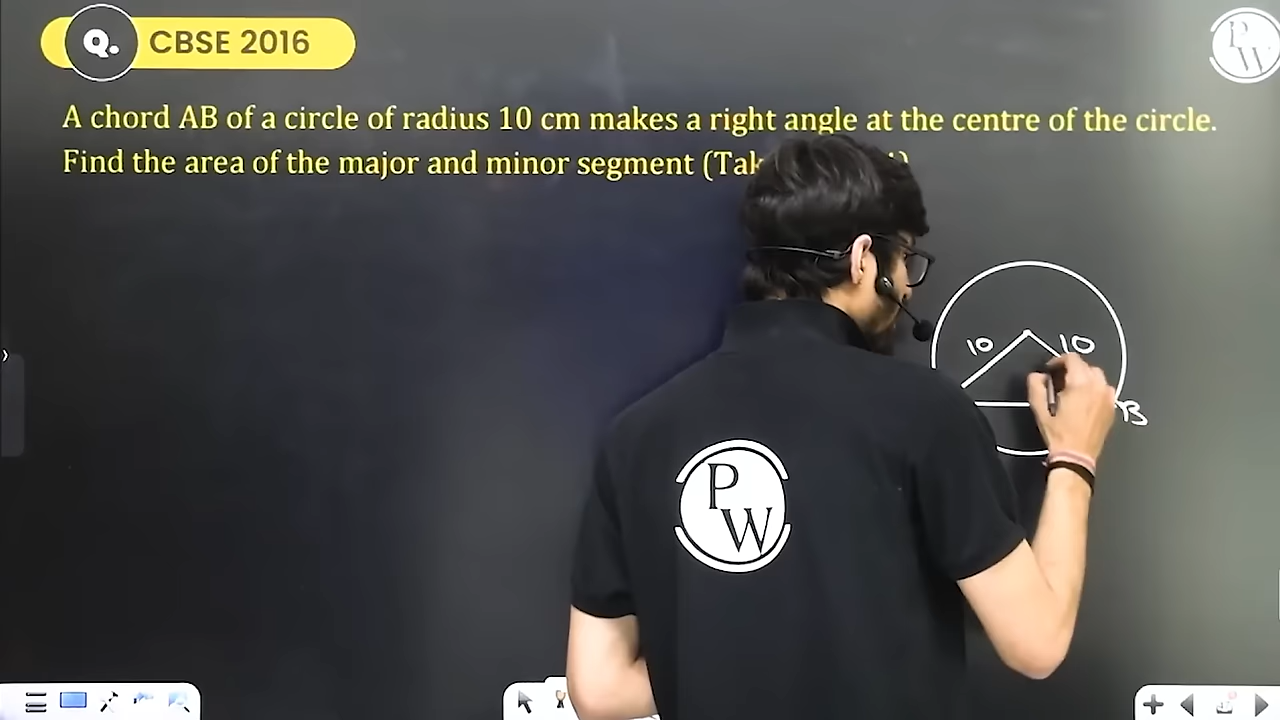 Q. CBSE 2016
A chord AB of a circle of radius 10 cm makes a right angle at the centre of the circle.
Find the area of the major and minor segment (Tak
10 10
B
P
W
P
W